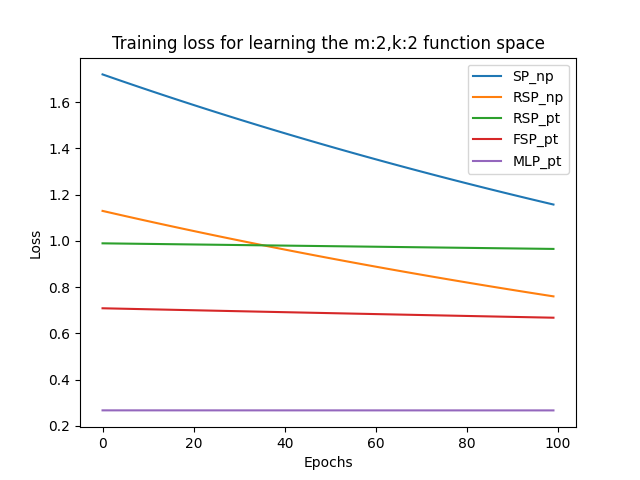 Training loss for learning the m:2,k:2 function space
SP_np
RSP_np
RSP_pt
FSP_pt
MLP_pt
Loss
1.6
1.4
1.2
1.0
0.8
0.6
0.4
0.2
0 20 40 60 80 100
Epochs